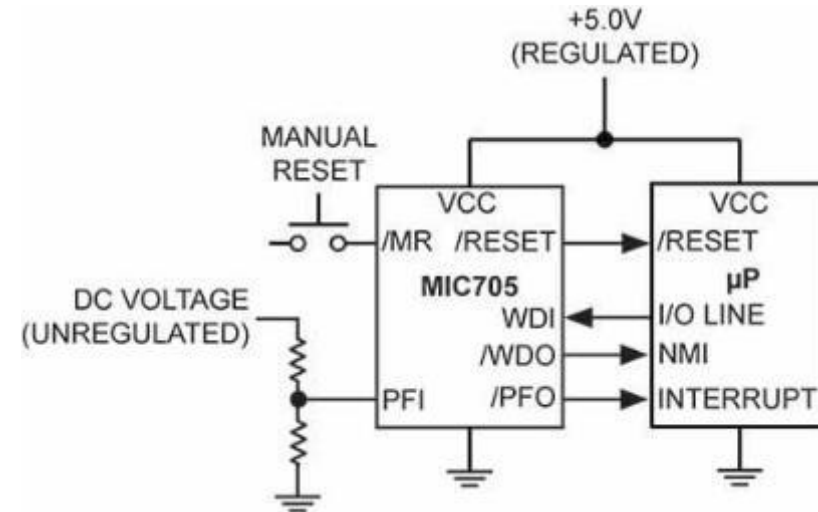 +5.0V
(REGULATED)
MANUAL
RESET
VCC
VCC
/MR
/RESET
/RESET
MIC705
µP
DC VOLTAGE
(UNREGULATED)
WDI
I/O LINE
/WDO
NMI
PFI
/PFO
INTERRUPT